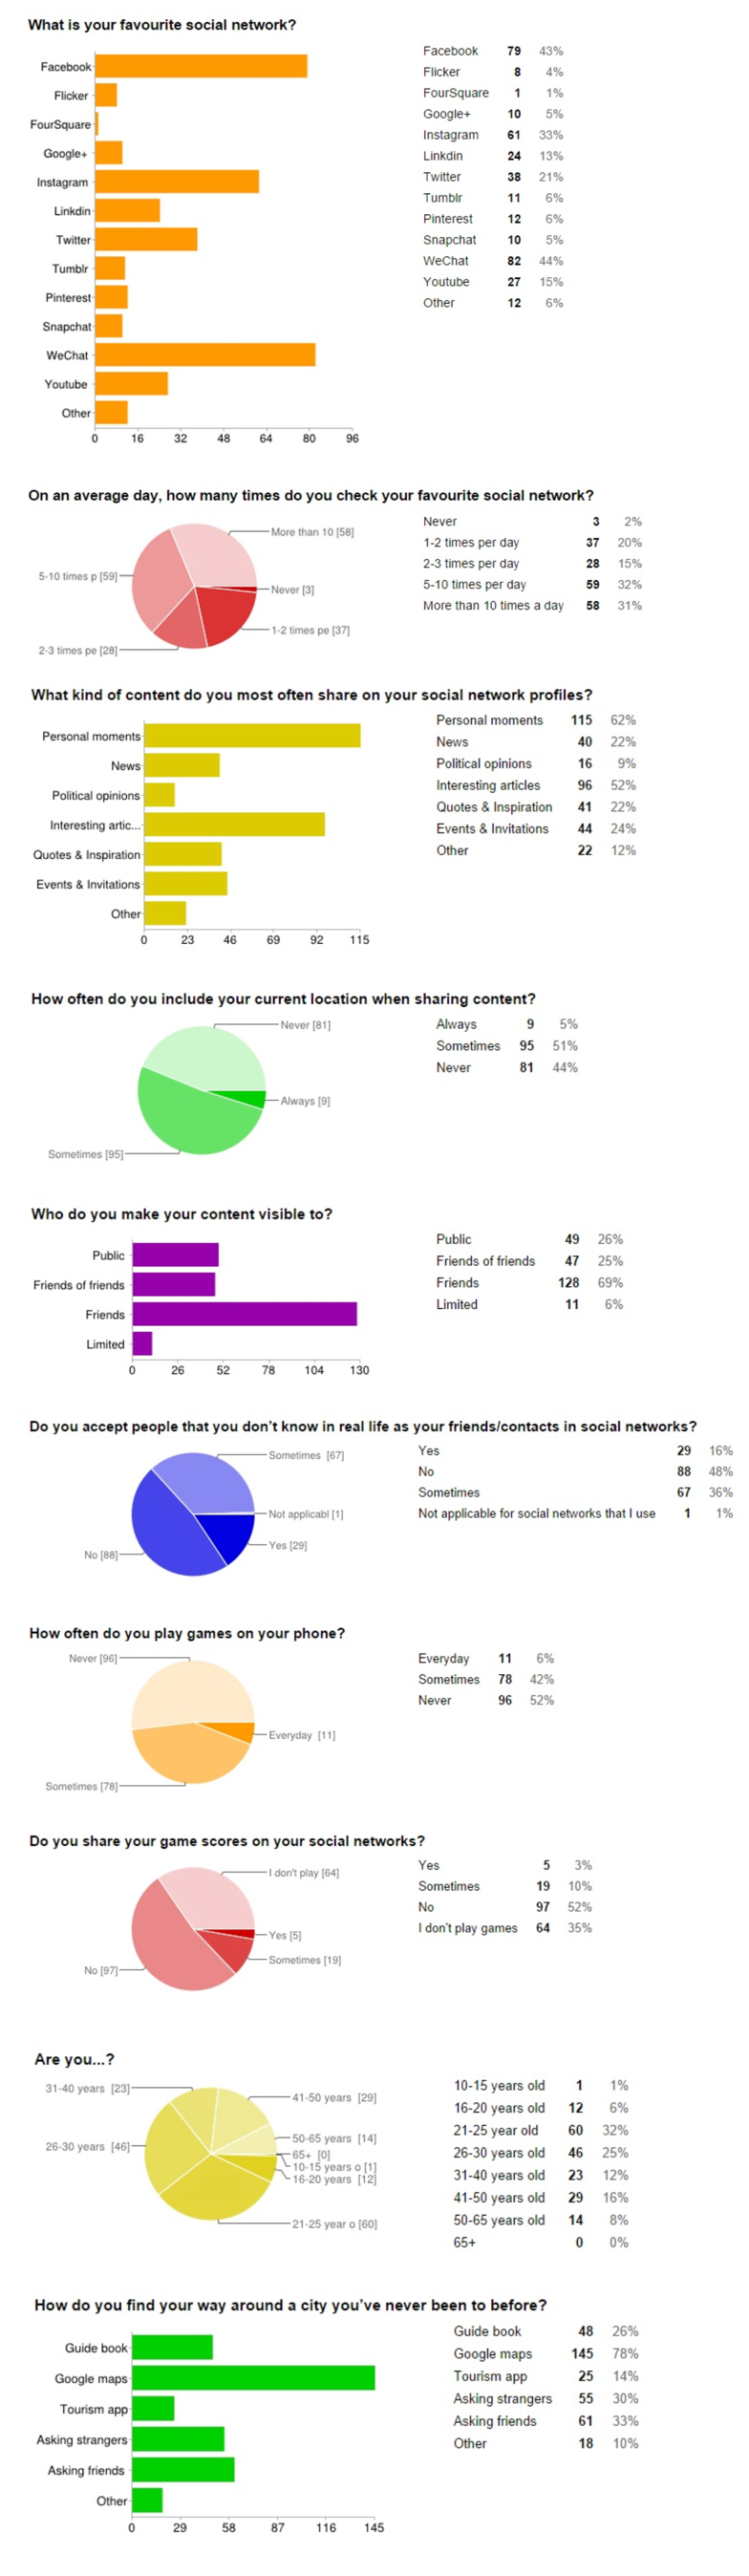 What is your favourite social network?
Facebook
Flicker
FourSquare
Google+
Instagram
Linkdin
Twitter
Tumblr
Pinterest
Snapchat
WeChat
Youtube
Other
0 16 32 48 64 80 96
Facebook 79 43%
Flicker 8 4%
FourSquare 1 1%
Google+ 10 5%
Instagram 61 33%
Linkdin 24 13%
Twitter 38 21%
Tumblr 11 6%
Pinterest 12 6%
Snapchat 10 5%
WeChat 82 44%
Youtube 27 15%
Other 12 6%
On an average day, how many times do you check your favourite social network?
More than 10 [58]
5-10 times p [59]
Never [3]
1-2 times pe [37]
2-3 times pe [28]
Never 3 2%
1-2 times per day 37 20%
2-3 times per day 28 15%
5-10 times per day 59 32%
More than 10 times a day 58 31%
What kind of content do you most often share on your social network profiles?
Personal moments
News
Political opinions
Interesting artic...
Quotes & Inspiration
Events & Invitations
Other
0 23 46 69 92 115
Personal moments 115 62%
News 40 22%
Political opinions 16 9%
Interesting articles 96 52%
Quotes & Inspiration 41 22%
Events & Invitations 44 24%
Other 22 12%
How often do you include your current location when sharing content?
Never [81]
Always [9]
Sometimes [95]
Always 9 5%
Sometimes 95 51%
Never 81 44%
Who do you make your content visible to?
Public
Friends of friends
Friends
Limited
0 26 52 78 104 130
Public 49 26%
Friends of friends 47 25%
Friends 128 69%
Limited 11 6%
Do you accept people that you don't know in real life as your friends/contacts in social networks?
Sometimes [67]
Not applicabl [1]
Yes [29]
No [88]
Yes 29 16%
No 88 48%
Sometimes 67 36%
Not applicable for social networks that I use 1 1%
How often do you play games on your phone?
Never [96]
Everyday [11]
Sometimes [78]
Everyday 11 6%
Sometimes 78 42%
Never 96 52%
Do you share your game scores on your social networks?
I don't play [64]
Yes [5]
Sometimes [19]
No [97]
Yes 5 3%
Sometimes 19 10%
No 97 52%
I don't play games 64 35%
Are you...?
31-40 years [23]
41-50 years [29]
50-65 years [14]
26-30 years [46]
65+ [0]
10-15 years o [1]
16-20 years [12]
21-25 year o [60]
10-15 years old 1 1%
16-20 years old 12 6%
21-25 year old 60 32%
26-30 years old 46 25%
31-40 years old 23 12%
41-50 years old 29 16%
50-65 years old 14 8%
65+ 0 0%
How do you find your way around a city you've never been to before?
Guide book
Google maps
Tourism app
Asking strangers
Asking friends
Other
0 29 58 87 116 145
Guide book 48 26%
Google maps 145 78%
Tourism app 25 14%
Asking strangers 55 30%
Asking friends 61 33%
Other 18 10%